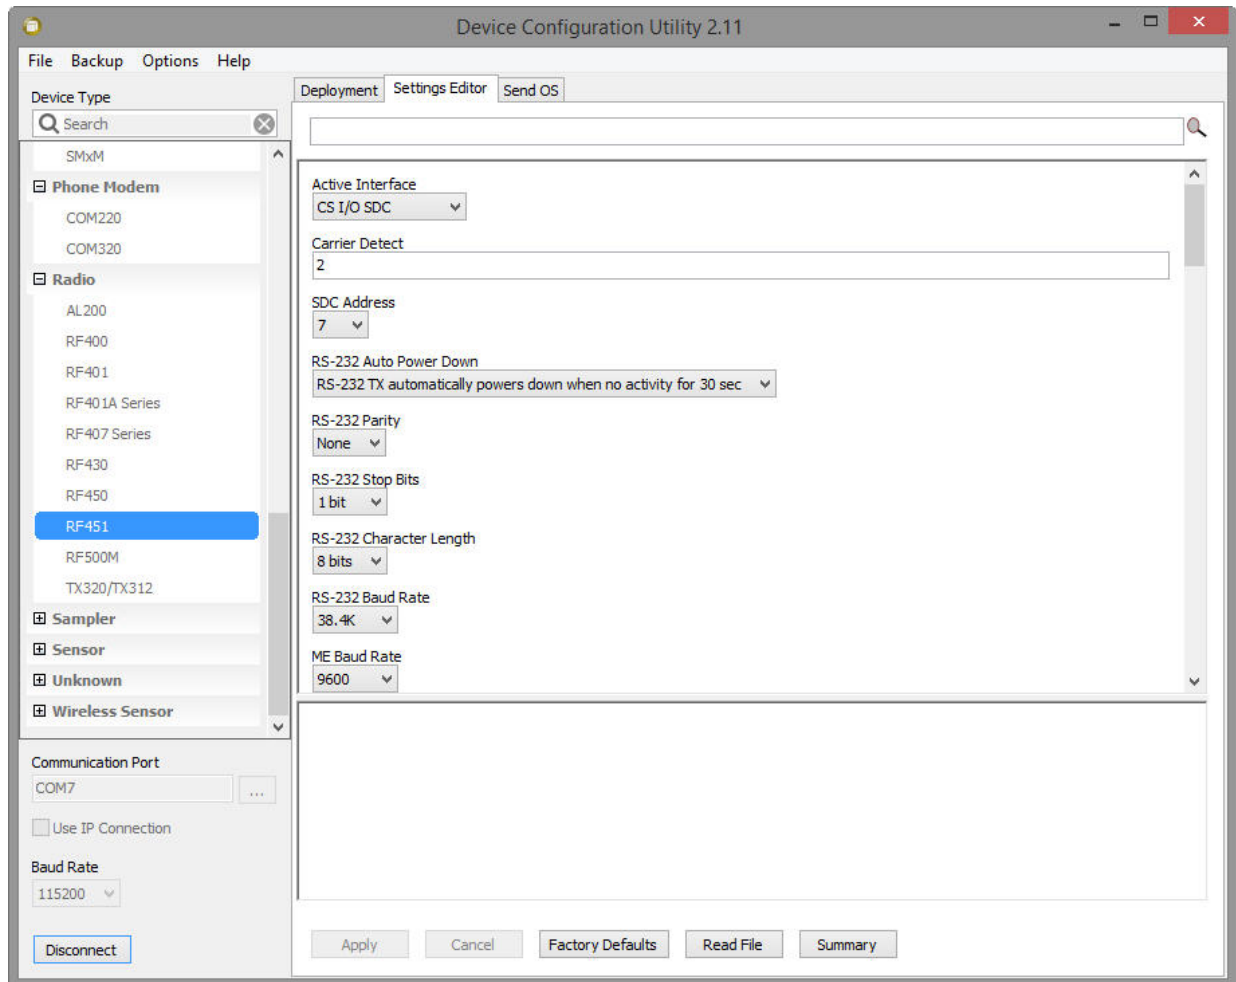 Device Configuration Utility 2.11
File Backup Options Help
Device Type
Search
SMxM
Phone Modem
COM220
COM320
Radio
AL200
RF400
RF401
RF401A Series
RF407 Series
RF430
RF450
RF451
RF500M
TX320/TX312
Sampler
Sensor
Unknown
Wireless Sensor
Communication Port
COM7
...
Use IP Connection
Baud Rate
115200
Disconnect
Deployment Settings Editor Send OS
Active Interface
CS I/O SDC
Carrier Detect
2
SDC Address
7
RS-232 Auto Power Down
RS-232 TX automatically powers down when no activity for 30 sec
RS-232 Parity
None
RS-232 Stop Bits
1 bit
RS-232 Character Length
8 bits
RS-232 Baud Rate
38.4K
ME Baud Rate
9600
Apply Cancel Factory Defaults Read File Summary